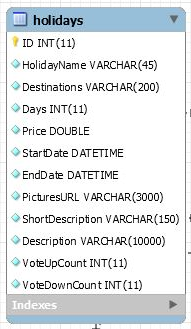 holidays
ID INT(11)
HolidayName VARCHAR(45)
Destinations VARCHAR(200)
Days INT(11)
Price DOUBLE
StartDate DATETIME
EndDate DATETIME
PicturesURL VARCHAR(3000)
ShortDescription VARCHAR(150)
Description VARCHAR(10000)
VoteUpCount INT(11)
VoteDownCount INT(11)
Indexes